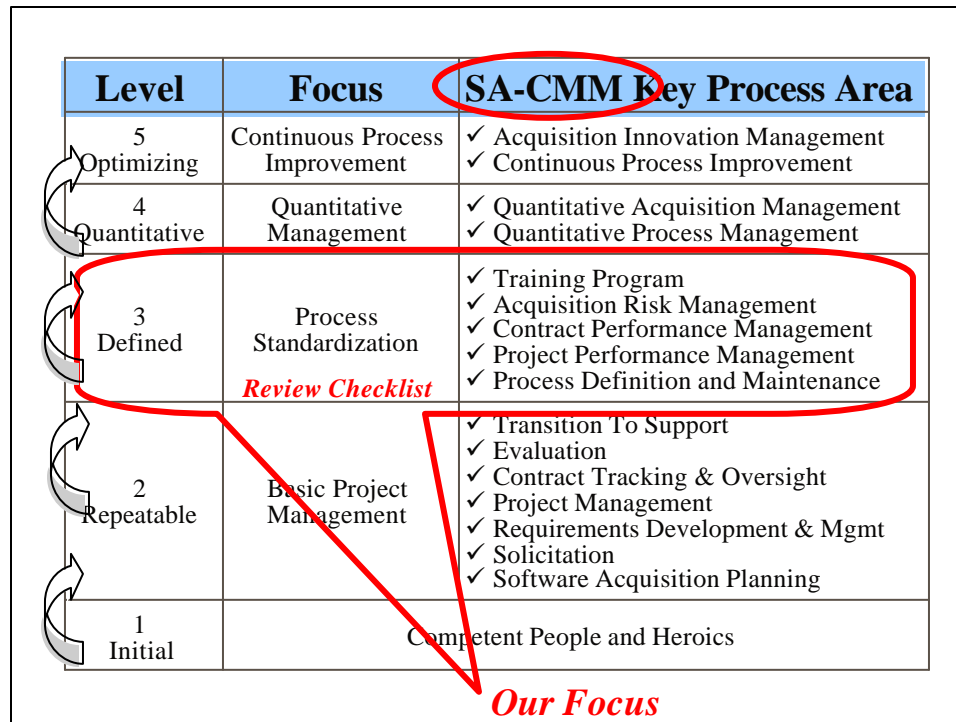 Level Focus SA-CMM Key Process Area
5
Optimizing
Continuous Process
Improvement
✓ Acquisition Innovation Management
✓ Continuous Process Improvement
4
Quantitative
Quantitative
Management
✓ Quantitative Acquisition Management
✓ Quantitative Process Management
3
Defined
Process
Standardization
Review Checklist
✓ Training Program
✓ Acquisition Risk Management
✓ Contract Performance Management
✓ Project Performance Management
✓ Process Definition and Maintenance
2
Repeatable
Basic Project
Management
✓ Transition To Support
✓ Evaluation
✓ Contract Tracking & Oversight
✓ Project Management
✓ Requirements Development & Mgmt
✓ Solicitation
✓ Software Acquisition Planning
1
Initial
Competent People and Heroics
Our Focus